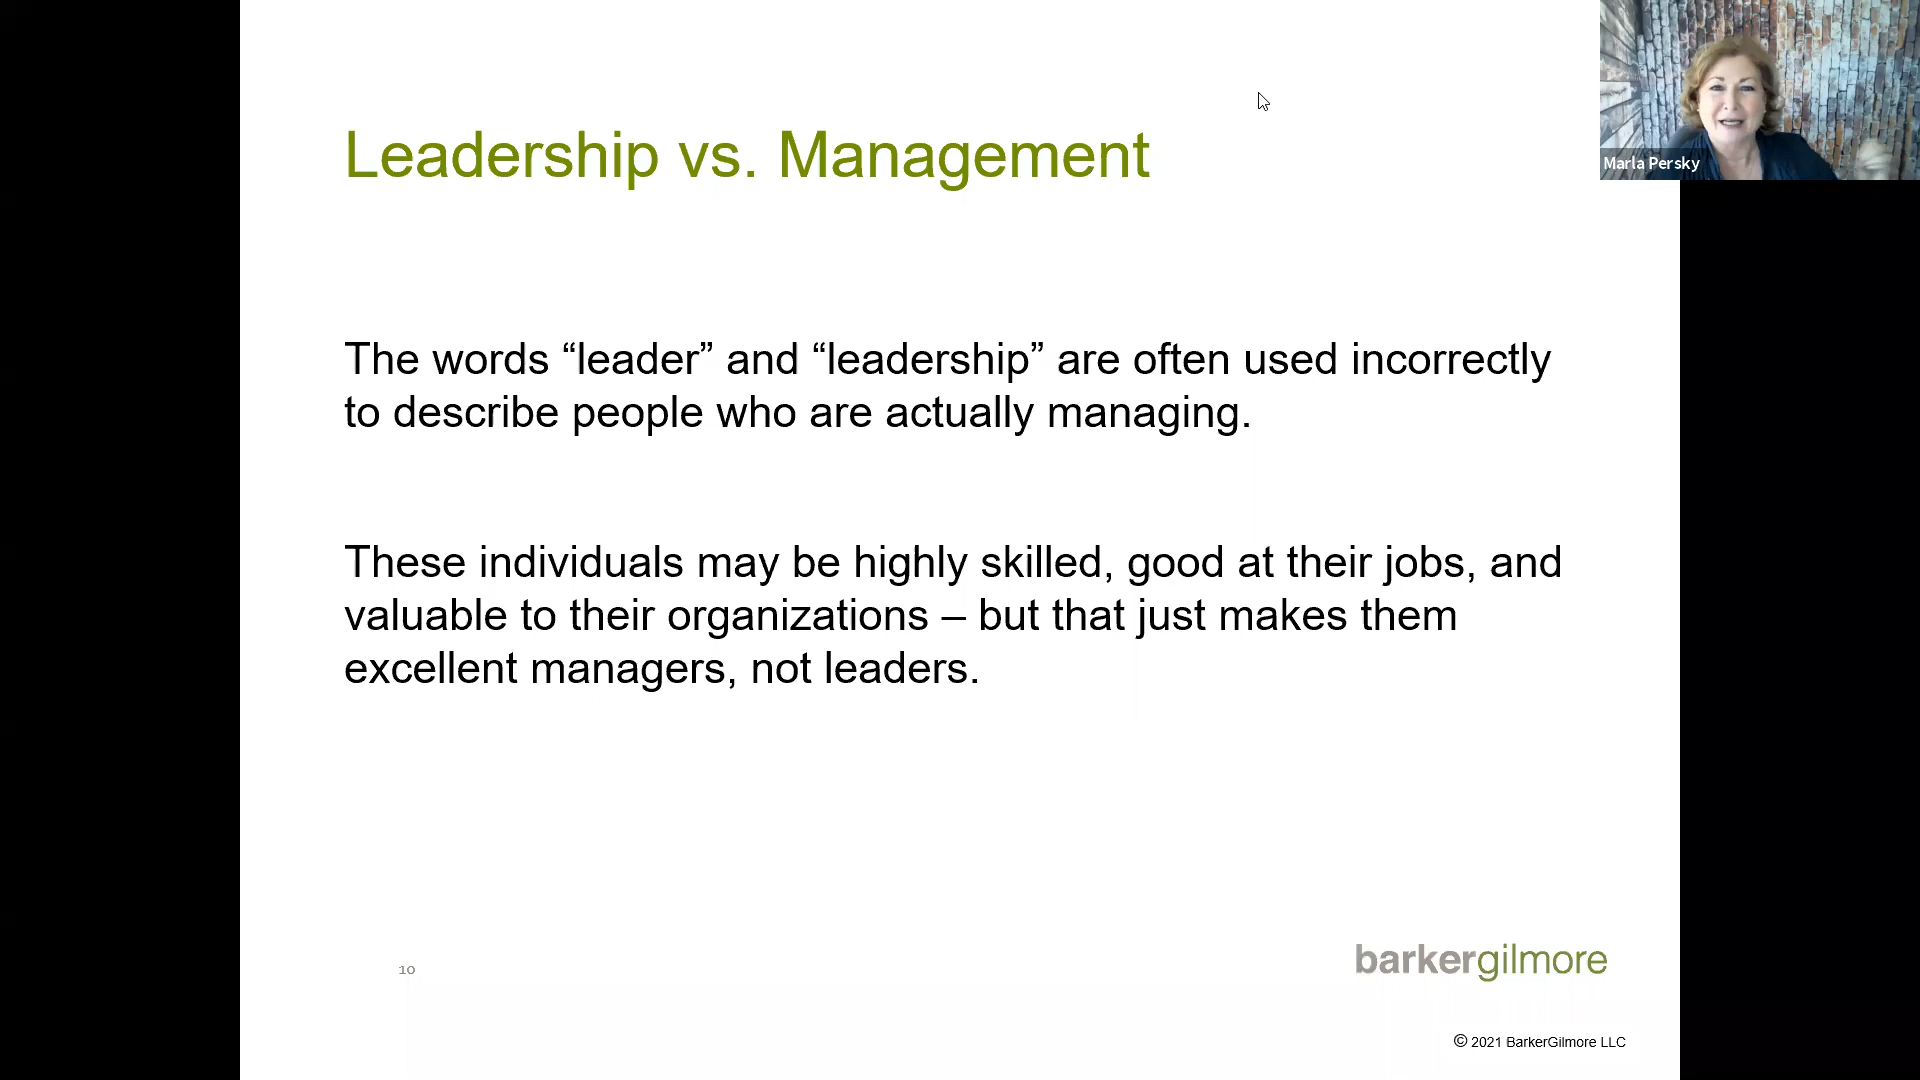 Leadership vs. Management
Marla Persky
The words “leader” and “leadership” are often used incorrectly
to describe people who are actually managing.
These individuals may be highly skilled, good at their jobs, and
valuable to their organizations – but that just makes them
excellent managers, not leaders.
10
barkergilmore
© 2021 BarkerGilmore LLC